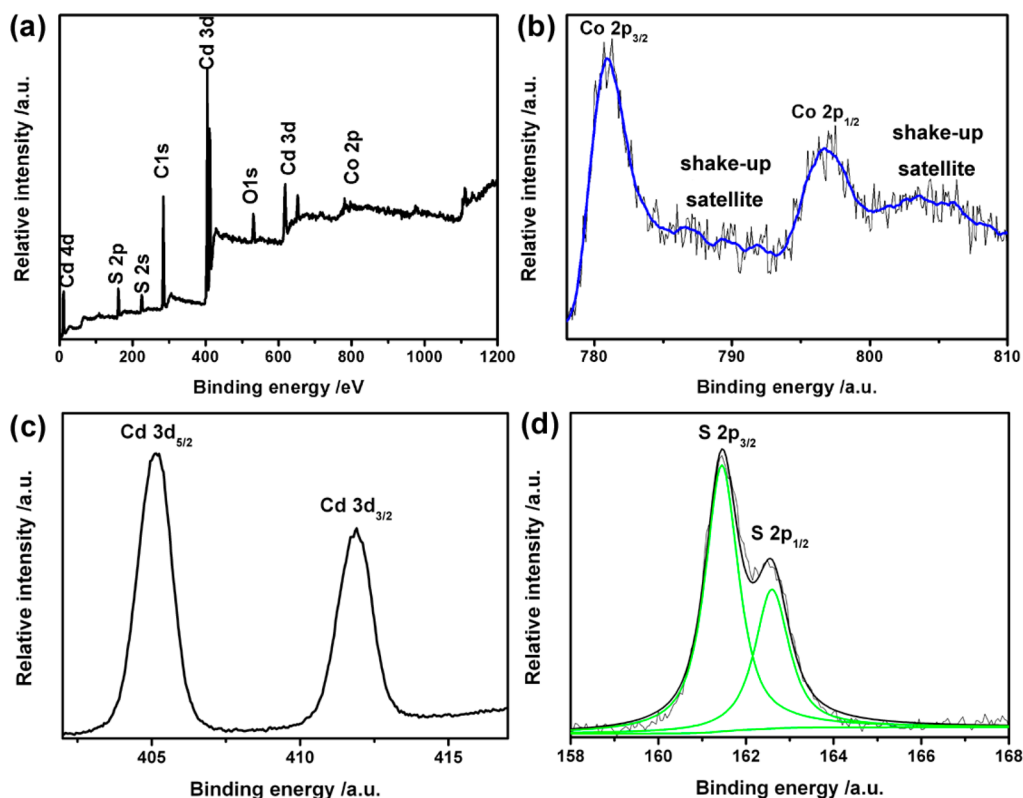 (a)
Cd 4d
S 2p
S 2s
C1s
Cd 3d
O1s
Cd 3d
Co 2p
Relative intensity /a.u.
0 200 400 600 800 1000 1200
Binding energy /eV
(b)
Co 2p3/2
Co 2p1/2
shake-up
satellite
shake-up
satellite
Relative intensity /a.u.
780 790 800 810
Binding energy /a.u.
(c)
Cd 3d5/2
Cd 3d3/2
Relative intensity /a.u.
405 410 415
Binding energy /a.u.
(d)
S 2p3/2
S 2p1/2
Relative intensity /a.u.
158 160 162 164 166 168
Binding energy /a.u.